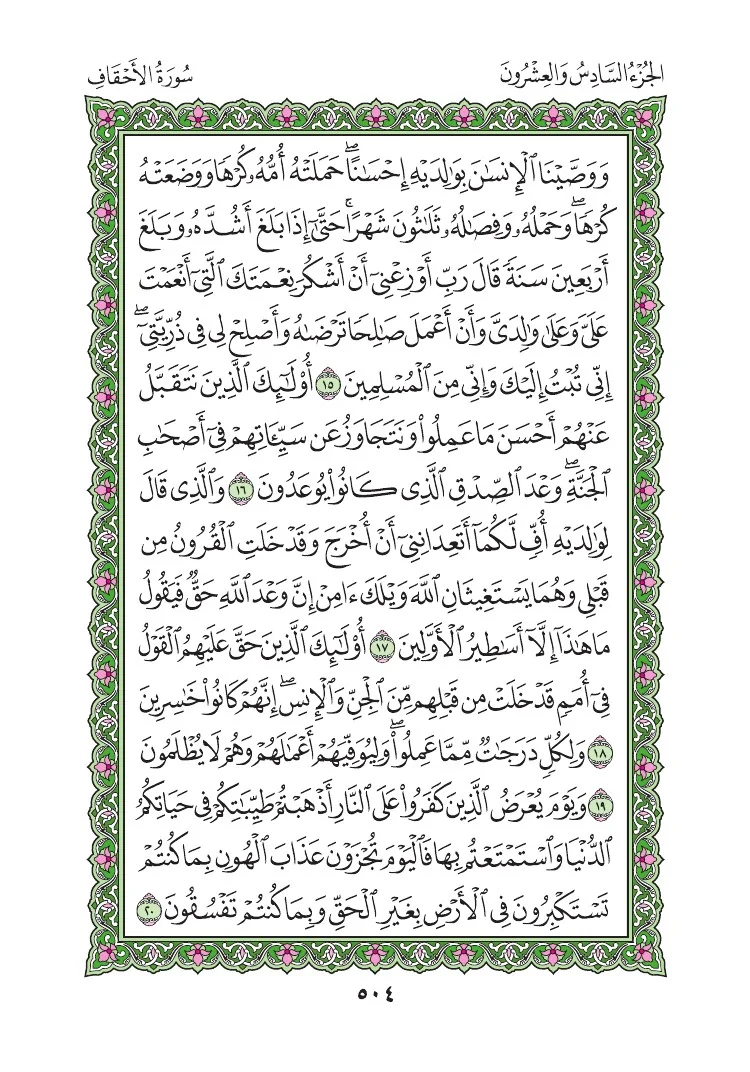 الجُزْءُ السَّادِسُ وَالعِشْرُونَ
سُورَةُ الأَحْقَافِ
وَوَصَّيْنَا ٱلْإِنسَٰنَ بِوَٰلِدَيْهِ إِحْسَٰنًاۖ حَمَلَتْهُ أُمُّهُۥ كُرْهًا وَوَضَعَتْهُ
كُرْهًاۖ وَحَمْلُهُۥ وَفِصَٰلُهُۥ ثَلَٰثُونَ شَهْرًاۚ حَتَّىٰٓ إِذَا بَلَغَ أَشُدَّهُۥ وَبَلَغَ
أَرْبَعِينَ سَنَةً قَالَ رَبِّ أَوْزِعْنِىٓ أَنْ أَشْكُرَ نِعْمَتَكَ ٱلَّتِىٓ أَنْعَمْتَ
عَلَىَّ وَعَلَىٰ وَٰلِدَىَّ وَأَنْ أَعْمَلَ صَٰلِحًا تَرْضَىٰهُ وَأَصْلِحْ لِى فِى ذُرِّيَّتِىٓۖ
إِنِّى تُبْتُ إِلَيْكَ وَإِنِّى مِنَ ٱلْمُسْلِمِينَ ١٥ أُو۟لَٰٓئِكَ ٱلَّذِينَ نَتَقَبَّلُ
عَنْهُمْ أَحْسَنَ مَا عَمِلُوا۟ وَنَتَجَاوَزُ عَن سَيِّـَٔاتِهِمْ فِىٓ أَصْحَٰبِ
ٱلْجَنَّةِۖ وَعْدَ ٱلصِّدْقِ ٱلَّذِى كَانُوا۟ يُوعَدُونَ ١٦ وَٱلَّذِى قَالَ
لِوَٰلِدَيْهِ أُفٍّ لَّكُمَآ أَتَعِدَانِنِىٓ أَنْ أُخْرَجَ وَقَدْ خَلَتِ ٱلْقُرُونُ مِن
قَبْلِى وَهُمَا يَسْتَغِيثَانِ ٱللَّهَ وَيْلَكَ ءَامِنْ إِنَّ وَعْدَ ٱللَّهِ حَقٌّ فَيَقُولُ
مَا هَٰذَآ إِلَّآ أَسَٰطِيرُ ٱلْأَوَّلِينَ ١٧ أُو۟لَٰٓئِكَ ٱلَّذِينَ حَقَّ عَلَيْهِمُ ٱلْقَوْلُ
فِىٓ أُمَمٍ قَدْ خَلَتْ مِن قَبْلِهِم مِّنَ ٱلْجِنِّ وَٱلْإِنسِۖ إِنَّهُمْ كَانُوا۟ خَٰسِرِينَ
١٨ وَلِكُلٍّ دَرَجَٰتٌ مِّمَّا عَمِلُوا۟ۖ وَلِيُوَفِّيَهُمْ أَعْمَٰلَهُمْ وَهُمْ لَا يُظْلَمُونَ
١٩ وَيَوْمَ يُعْرَضُ ٱلَّذِينَ كَفَرُوا۟ عَلَى ٱلنَّارِ أَذْهَبْتُمْ طَيِّبَٰتِكُمْ فِى حَيَاتِكُمُ
ٱلدُّنْيَا وَٱسْتَمْتَعْتُم بِهَا فَٱلْيَوْمَ تُجْزَوْنَ عَذَابَ ٱلْهُونِ بِمَا كُنتُمْ
تَسْتَكْبِرُونَ فِى ٱلْأَرْضِ بِغَيْرِ ٱلْحَقِّ وَبِمَا كُنتُمْ تَفْسُقُونَ ٢٠
٥٠٤